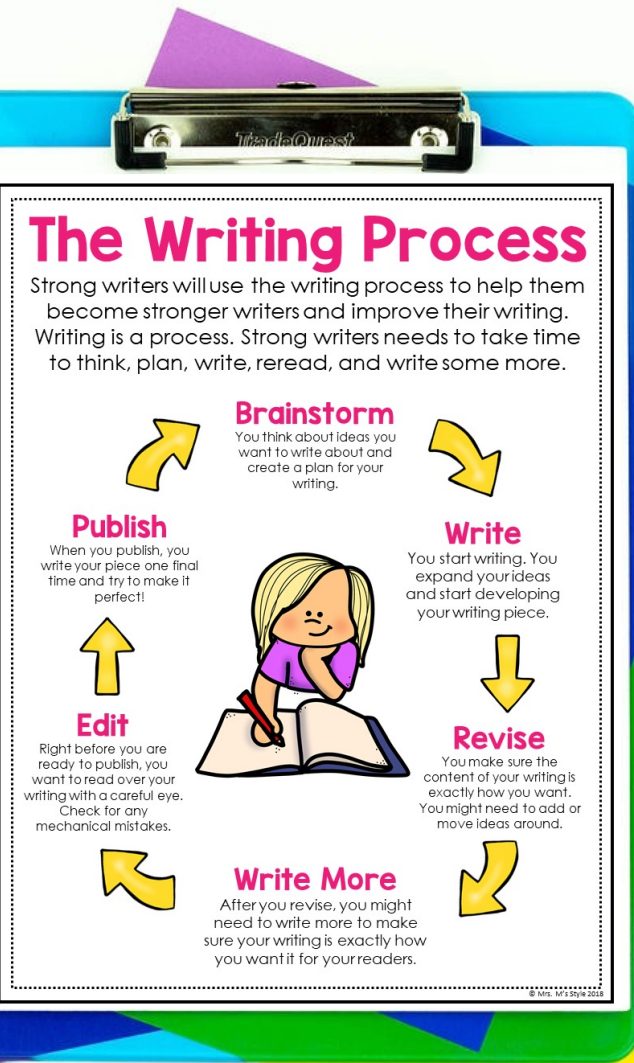 TradeQuest
The Writing Process
Strong writers will use the writing process to help them
become stronger writers and improve their writing.
Writing is a process. Strong writers needs to take time
to think, plan, write, reread, and write some more.
Brainstorm
You think about ideas you
want to write about and
create a plan for your
writing.
Write
You start writing. You
expand your ideas
and start developing
your writing piece.
Revise
You make sure the
content of your writing is
exactly how you want.
You might need to add or
move ideas around.
Write More
After you revise, you might
need to write more to make
sure your writing is exactly how
you want it for your readers.
Edit
Right before you are
ready to publish, you
want to read over your
writing with a careful eye.
Check for any
mechanical mistakes.
Publish
When you publish, you
write your piece one final
time and try to make it
perfect!
© Mrs. M's Style 2018